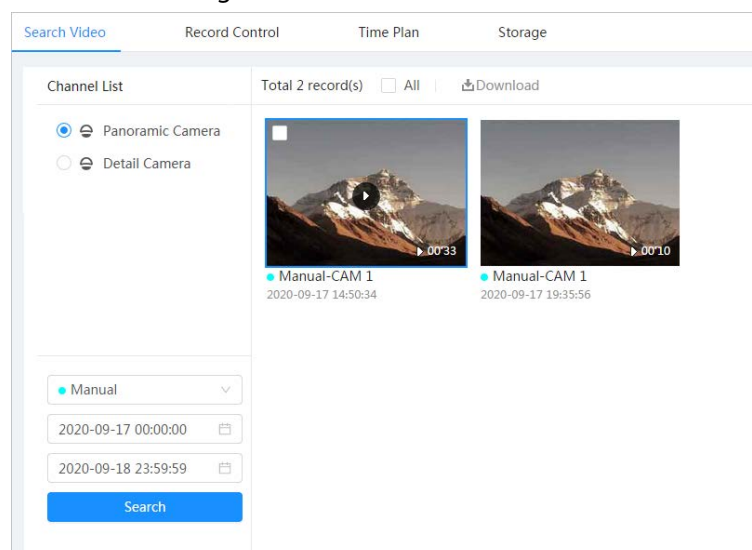 Search Video Record Control Time Plan Storage
Channel List
Panoramic Camera
Detail Camera
Manual
2020-09-17 00:00:00
2020-09-18 23:59:59
Search
Total 2 record(s) All Download
00'33
Manual-CAM 1
2020-09-17 14:50:34
00'10
Manual-CAM 1
2020-09-17 19:35:56